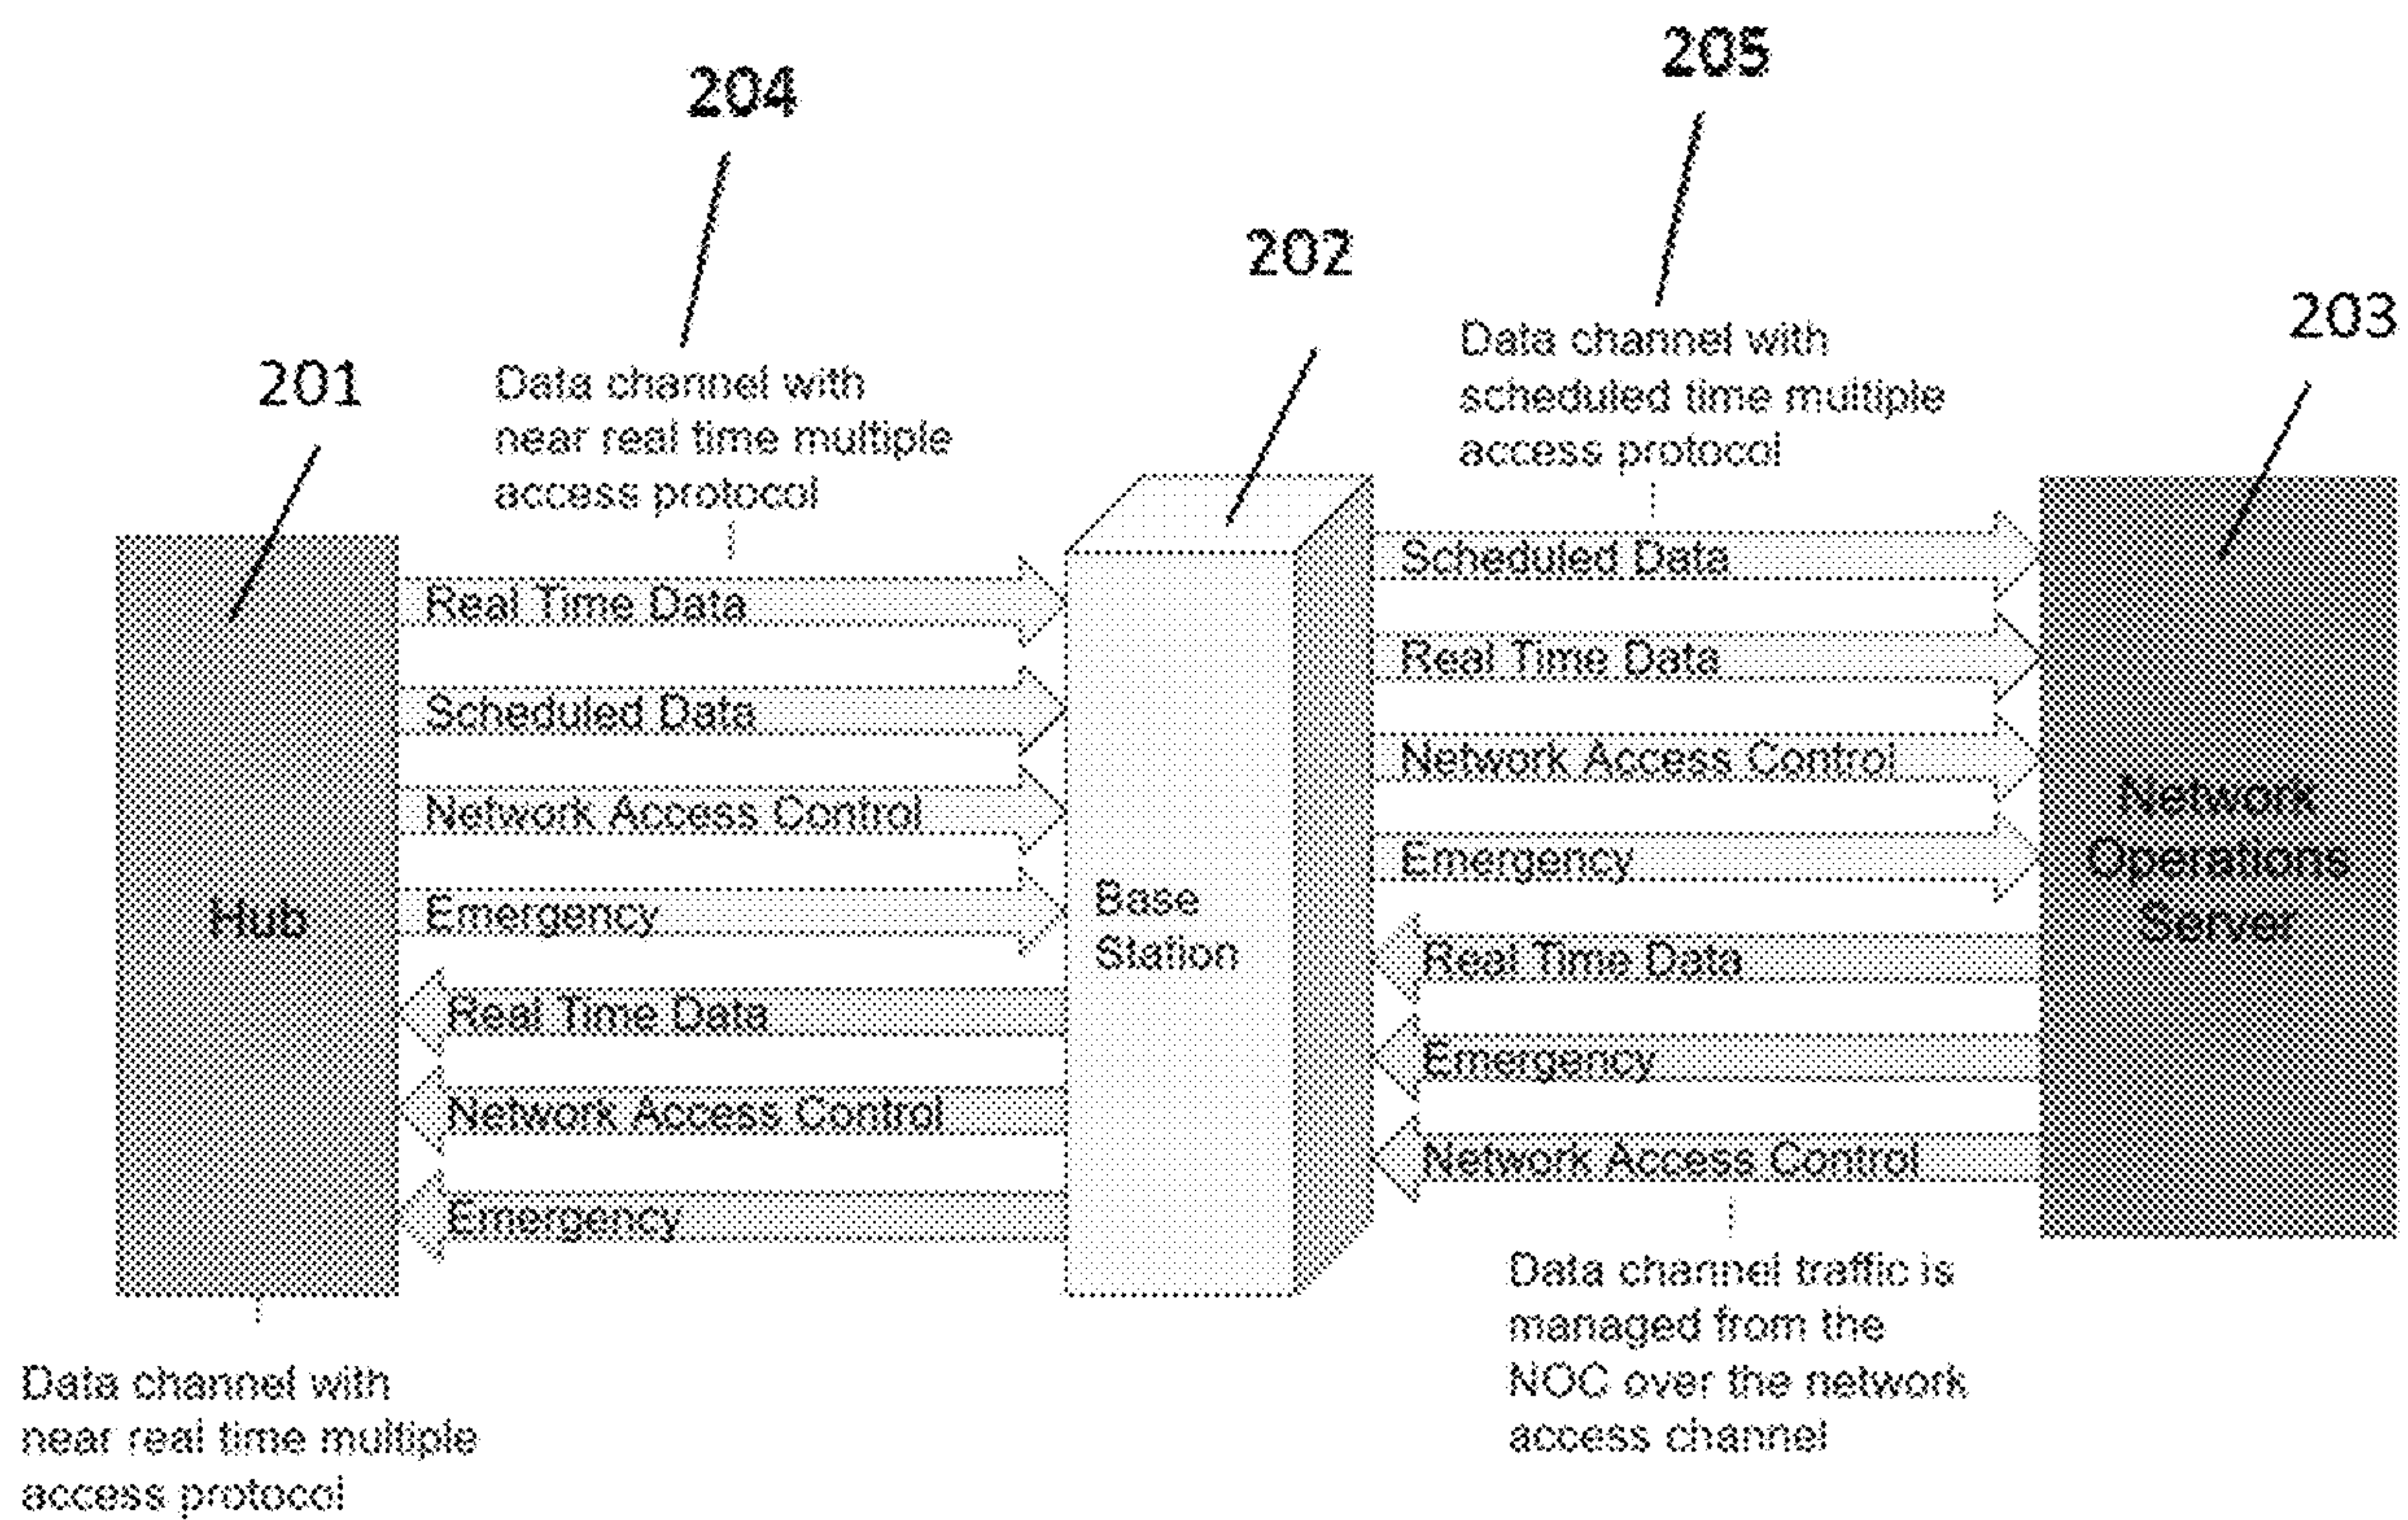 205
204
202
203
201
Data channel with
near real time multiple
access protocol
Data channel with
scheduled time multiple
access protocol
Real Time Data
Scheduled Data
Network Access Control
Emergency
Real Time Data
Network Access Control
Emergency
Hub
Base
Station
Scheduled Data
Real Time Data
Network Access Control
Emergency
Real Time Data
Emergency
Network Access Control
Network
Operations
Server
Data channel with
near real time multiple
access protocol
Data channel traffic is
managed from the
NOC over the network
access channel